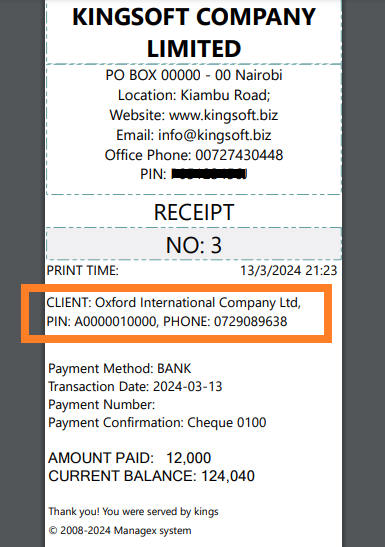 KINGSOFT COMPANY
LIMITED
PO BOX 00000 - 00 Nairobi
Location: Kiambu Road;
Website: www.kingsoft.biz
Email: info@kingsoft.biz
Office Phone: 00727430448
PIN:
RECEIPT
NO: 3
PRINT TIME: 13/3/2024 21:23
CLIENT: Oxford International Company Ltd,
PIN: A0000010000, PHONE: 0729089638
Payment Method: BANK
Transaction Date: 2024-03-13
Payment Number:
Payment Confirmation: Cheque 0100
AMOUNT PAID: 12,000
CURRENT BALANCE: 124,040
Thank you! You were served by kings
© 2008-2024 Managex system